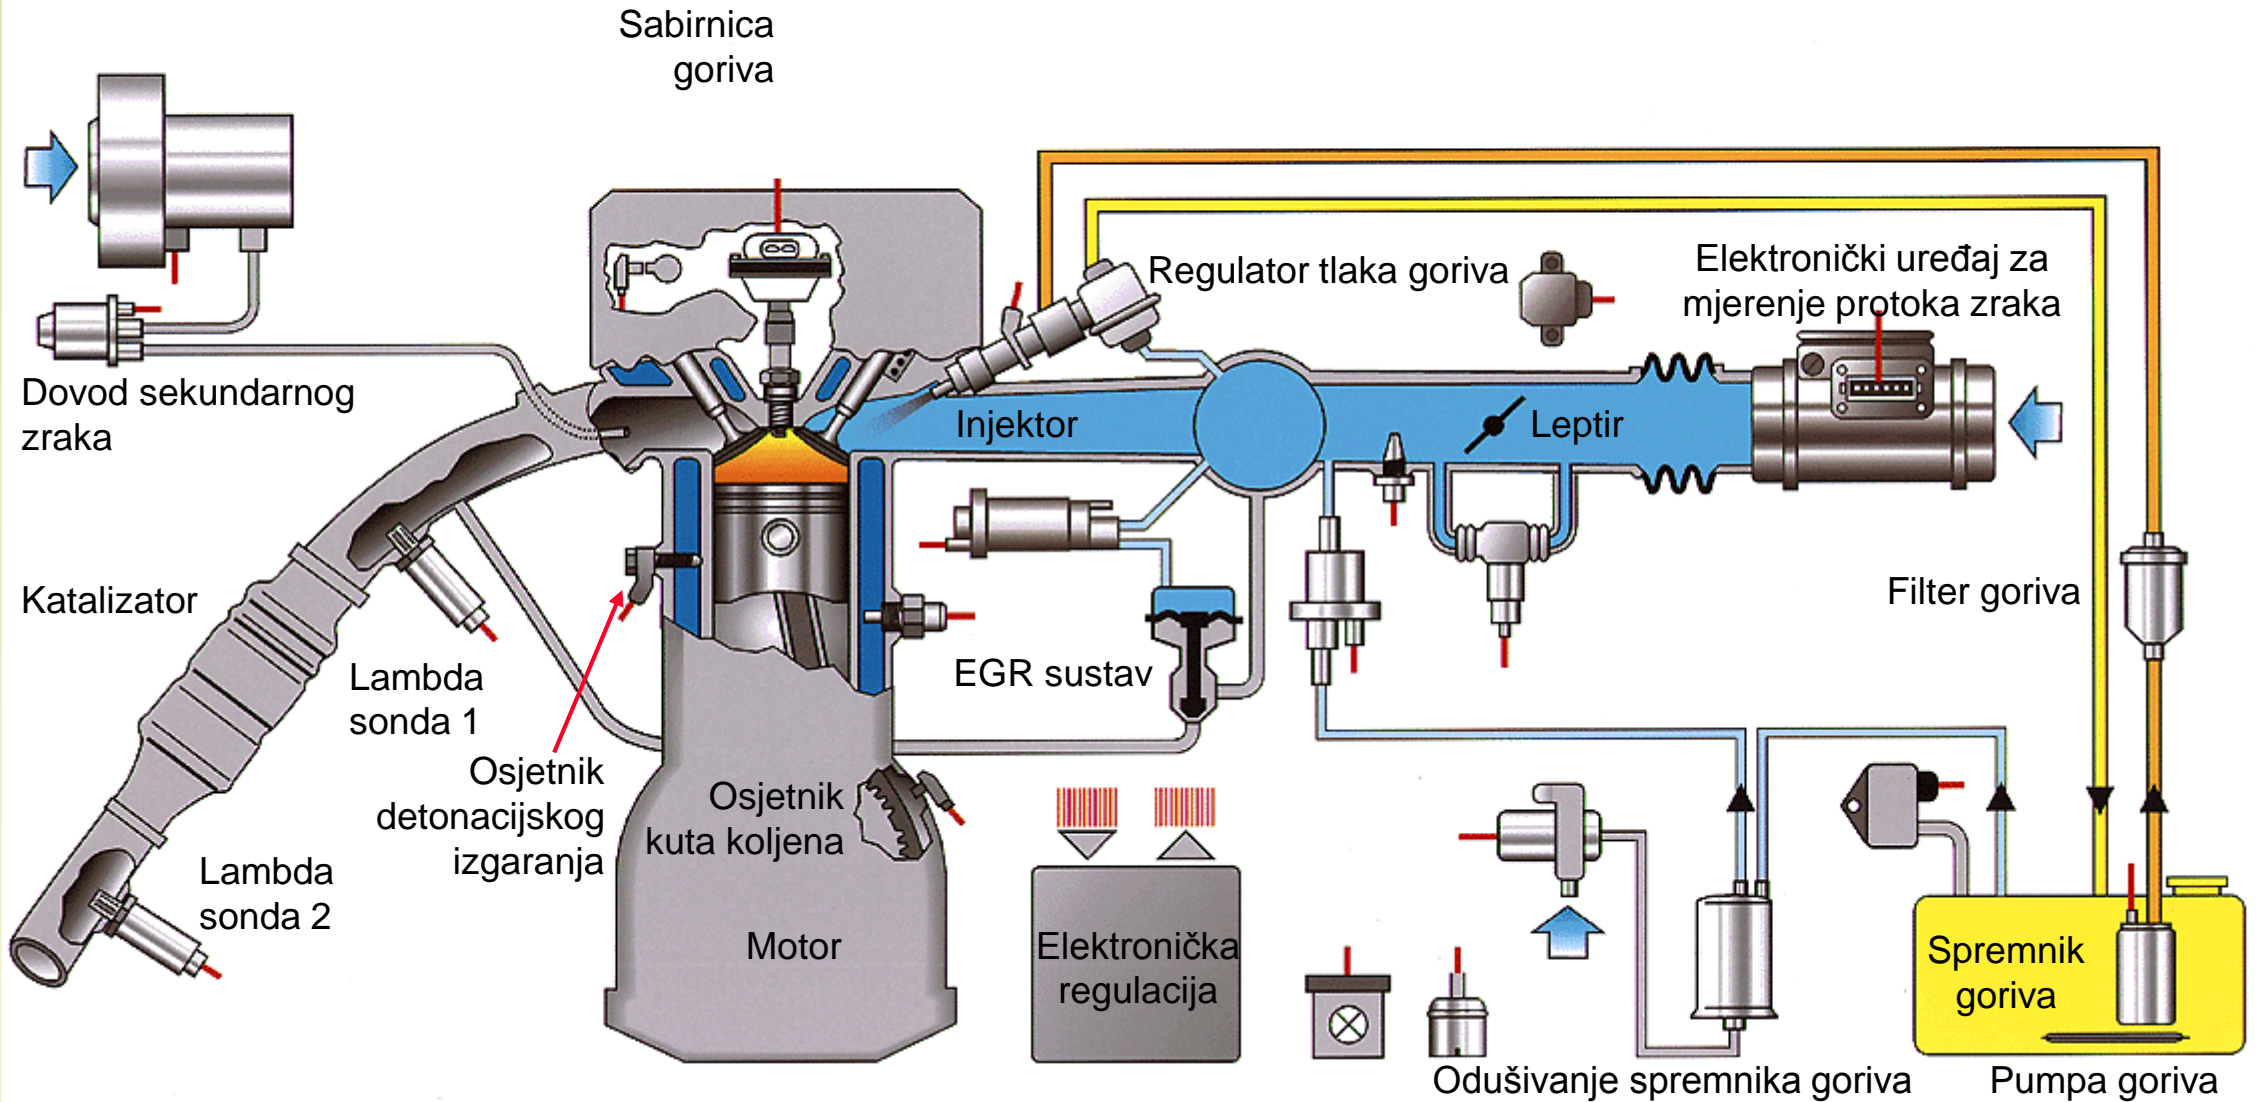 Sabirnica
goriva
Regulator tlaka goriva
Elektronički uređaj za
mjerenje protoka zraka
Dovod sekundarnog
zraka
Injektor
Leptir
Katalizator
Filter goriva
Lambda
sonda 1
EGR sustav
Osjetnik
detonacijskog
izgaranja
Osjetnik
kuta koljena
Lambda
sonda 2
Motor
Elektronička
regulacija
Spremnik
goriva
Odušivanje spremnika goriva
Pumpa goriva